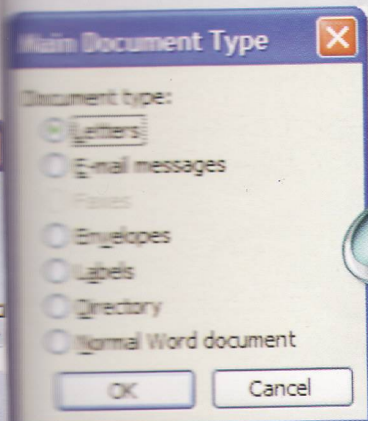 Main Document Type
Document type:
Letters
E-mail messages
Faxes
Envelopes
Labels
Directory
Normal Word document
OK
Cancel